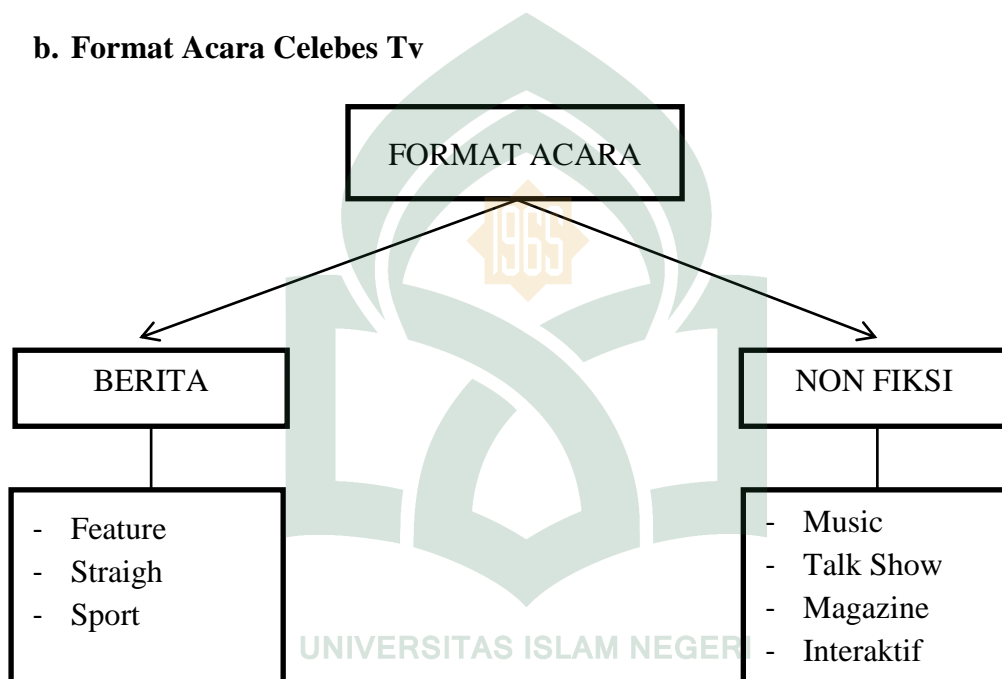 b. Format Acara Celebes Tv
FORMAT ACARA
1965
BERITA
NON FIKSI
- Feature
- Straigh
- Sport
- Music
- Talk Show
- Magazine
- Interaktif
UNIVERSITAS ISLAM NEGERI